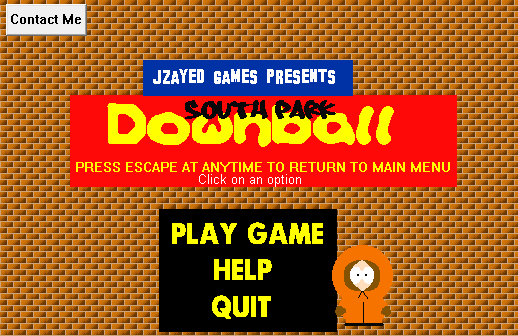 Contact Me
JZAYED GAMES PRESENTS
SOUTH PARK
Downball
PRESS ESCAPE AT ANYTIME TO RETURN TO MAIN MENU
Click on an option
PLAY GAME
HELP
QUIT